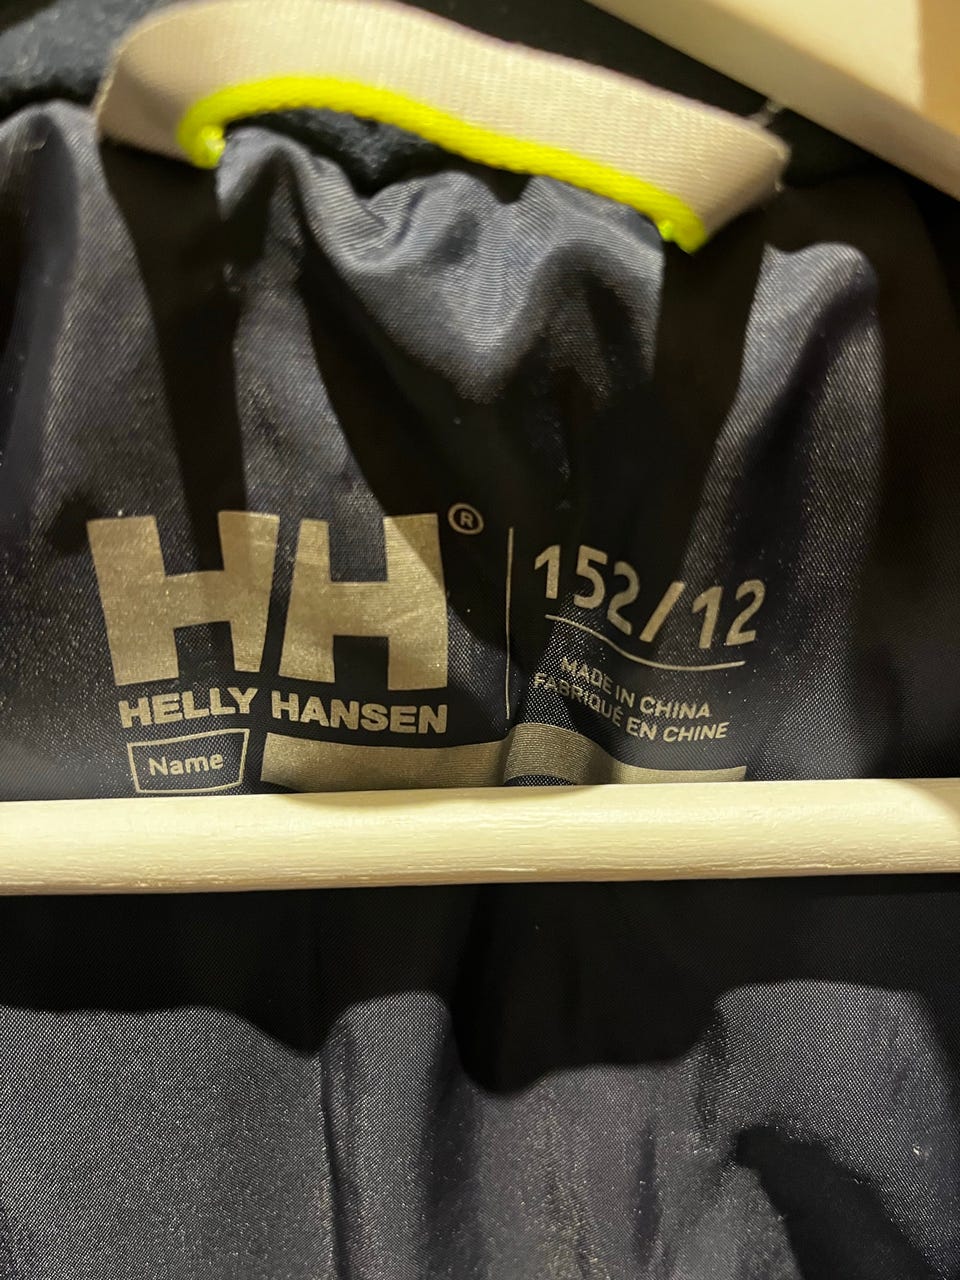 HH®
HELLY HANSEN
Name
152/12
MADE IN CHINA
FABRIQUÉ EN CHINE